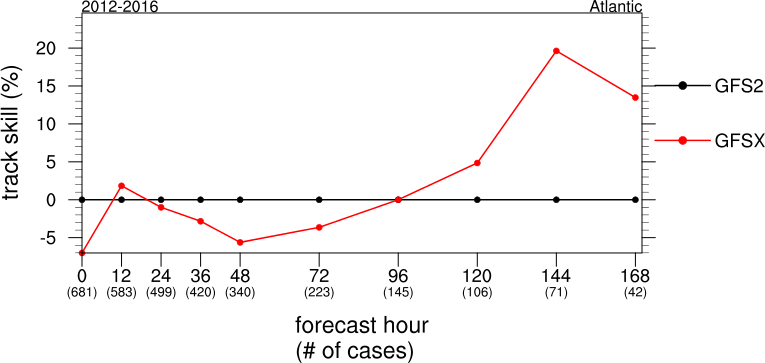 2012-2016 Atlantic
20
15
10
5
0
-5
track skill (%)
0 12 24 36 48 72 96 120 144 168
(681) (583) (499) (420) (340) (223) (145) (106) (71) (42)
forecast hour
(# of cases)
GFS2
GFSX